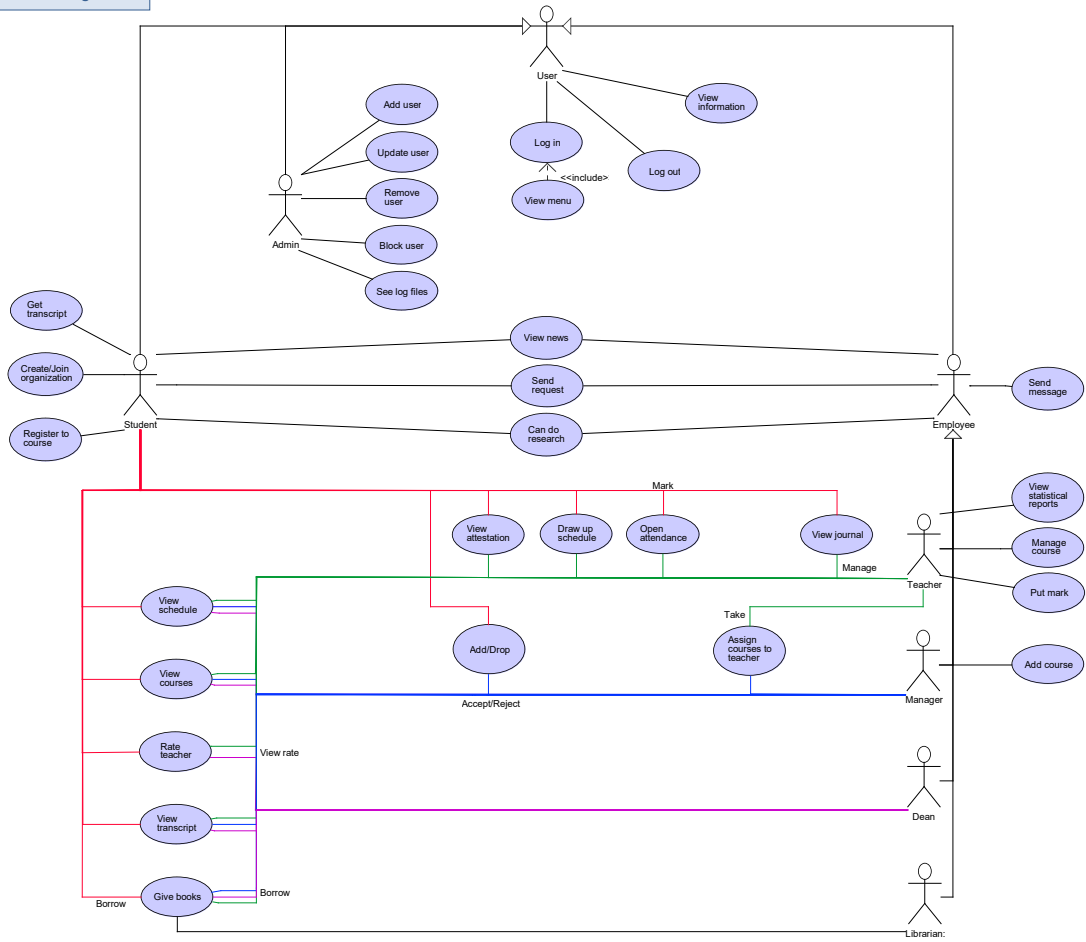 User
View
information
Add user
Log in
Update user
Log out
<<include>
Remove
user
View menu
Admin
Block user
See log files
Get
transcript
View news
Create/Join
organization
Send
request
Send
message
Student
Employee
Register to
course
Can do
research
Mark
View
statistical
reports
View
attestation
Draw up
schedule
Open
attendance
View journal
Manage
course
Manage
Teacher
Put mark
View
schedule
Take
Add/Drop
Assign
courses to
teacher
Add course
View
courses
Accept/Reject
Manager
Rate
teacher
View rate
View
transcript
Dean
Give books
Borrow
Borrow
Librarian: